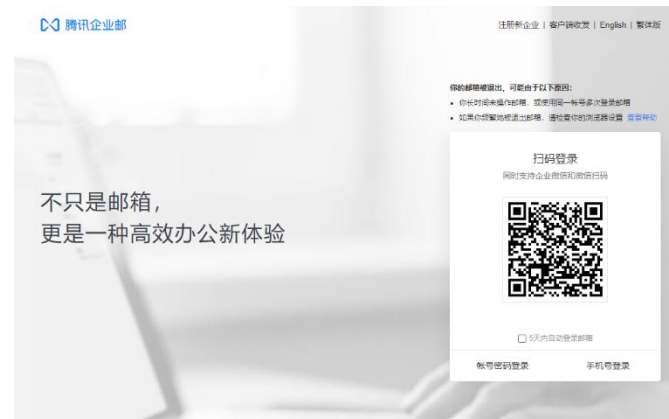 腾讯企业邮
注册新企业 | 客户端收发 | English | 繁体版
你的邮箱被退出，可能由于以下原因：
• 你长时间未操作邮箱，或使用同一帐号多次登录邮箱
• 如果你频繁地被退出邮箱，请检查你的浏览器设置 查看帮助
扫码登录
同时支持企业微信和微信扫码
不只是邮箱，
更是一种高效办公新体验
5天内自动登录邮箱
帐号密码登录 手机号登录